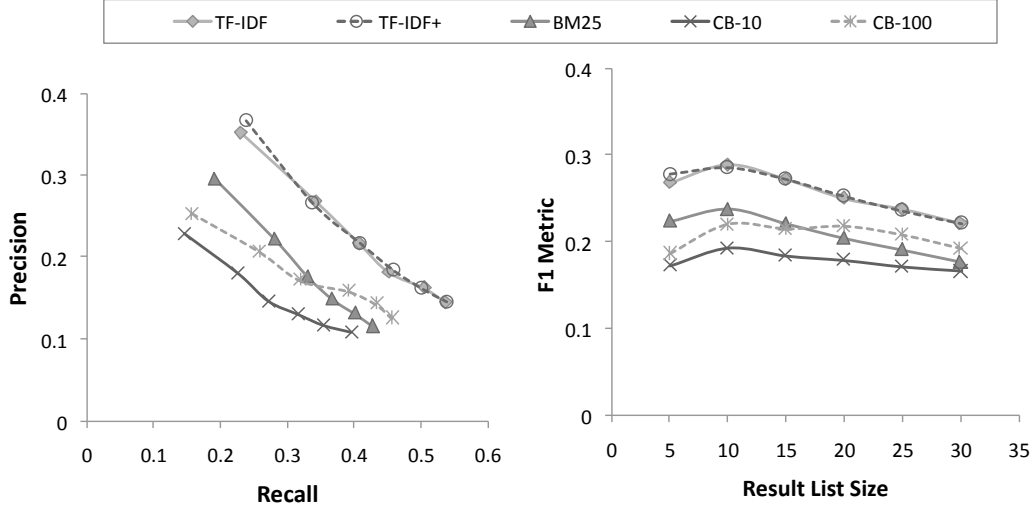 TF-IDF TF-IDF+ BM25 CB-10 CB-100
0.4
0.3
0.2
0.1
0
Precision
0 0.1 0.2 0.3 0.4 0.5 0.6
Recall
0.4
0.3
0.2
0.1
0
F1 Metric
0 5 10 15 20 25 30 35
Result List Size